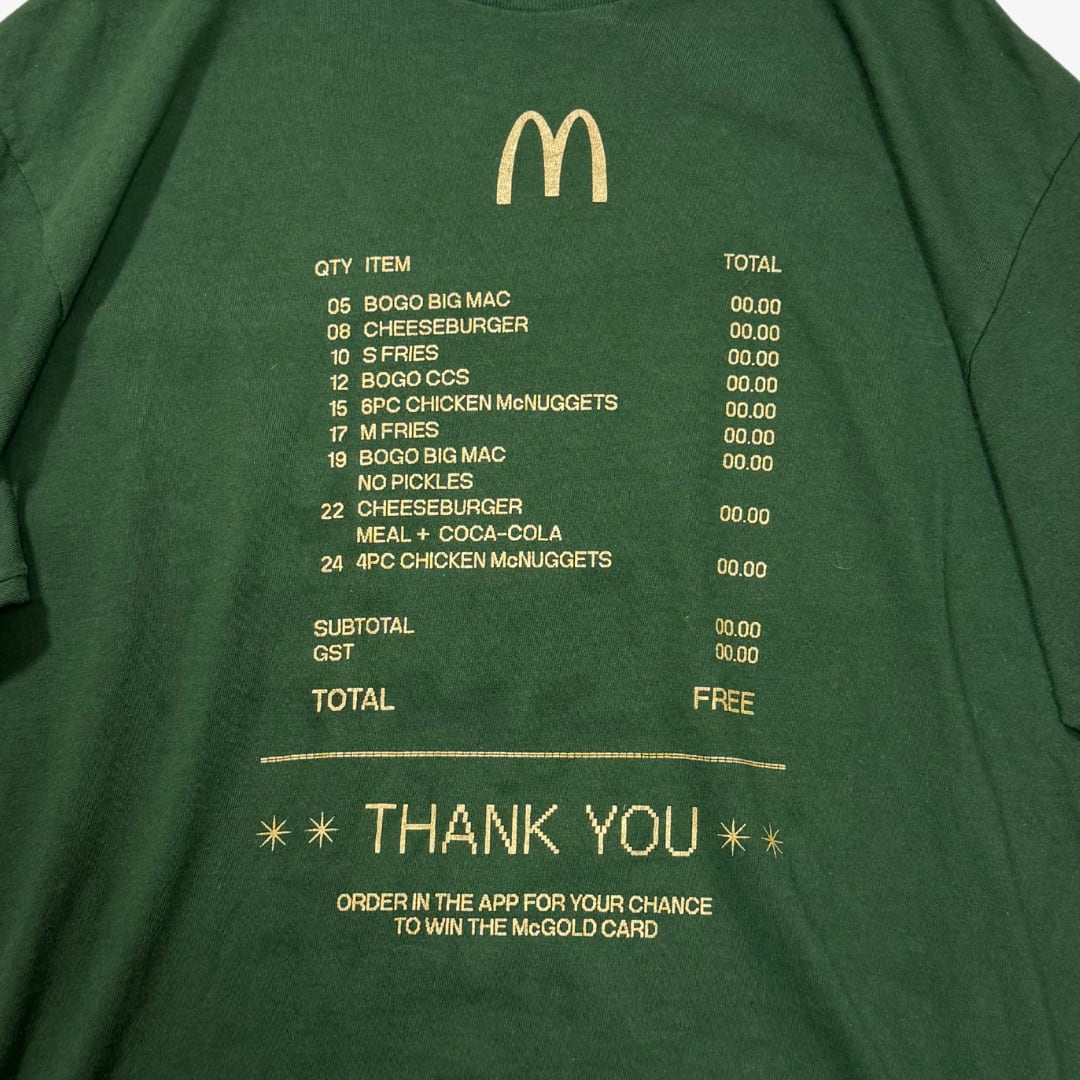 QTY ITEM TOTAL
05 BOGO BIG MAC 00.00
08 CHEESEBURGER 00.00
10 S FRIES 00.00
12 BOGO CCS 00.00
15 6PC CHICKEN McNUGGETS 00.00
17 M FRIES 00.00
19 BOGO BIG MAC 00.00
NO PICKLES
22 CHEESEBURGER 00.00
MEAL + COCA-COLA
24 4PC CHICKEN McNUGGETS 00.00
SUBTOTAL 00.00
GST 00.00
TOTAL FREE
** THANK YOU **
ORDER IN THE APP FOR YOUR CHANCE
TO WIN THE McGOLD CARD